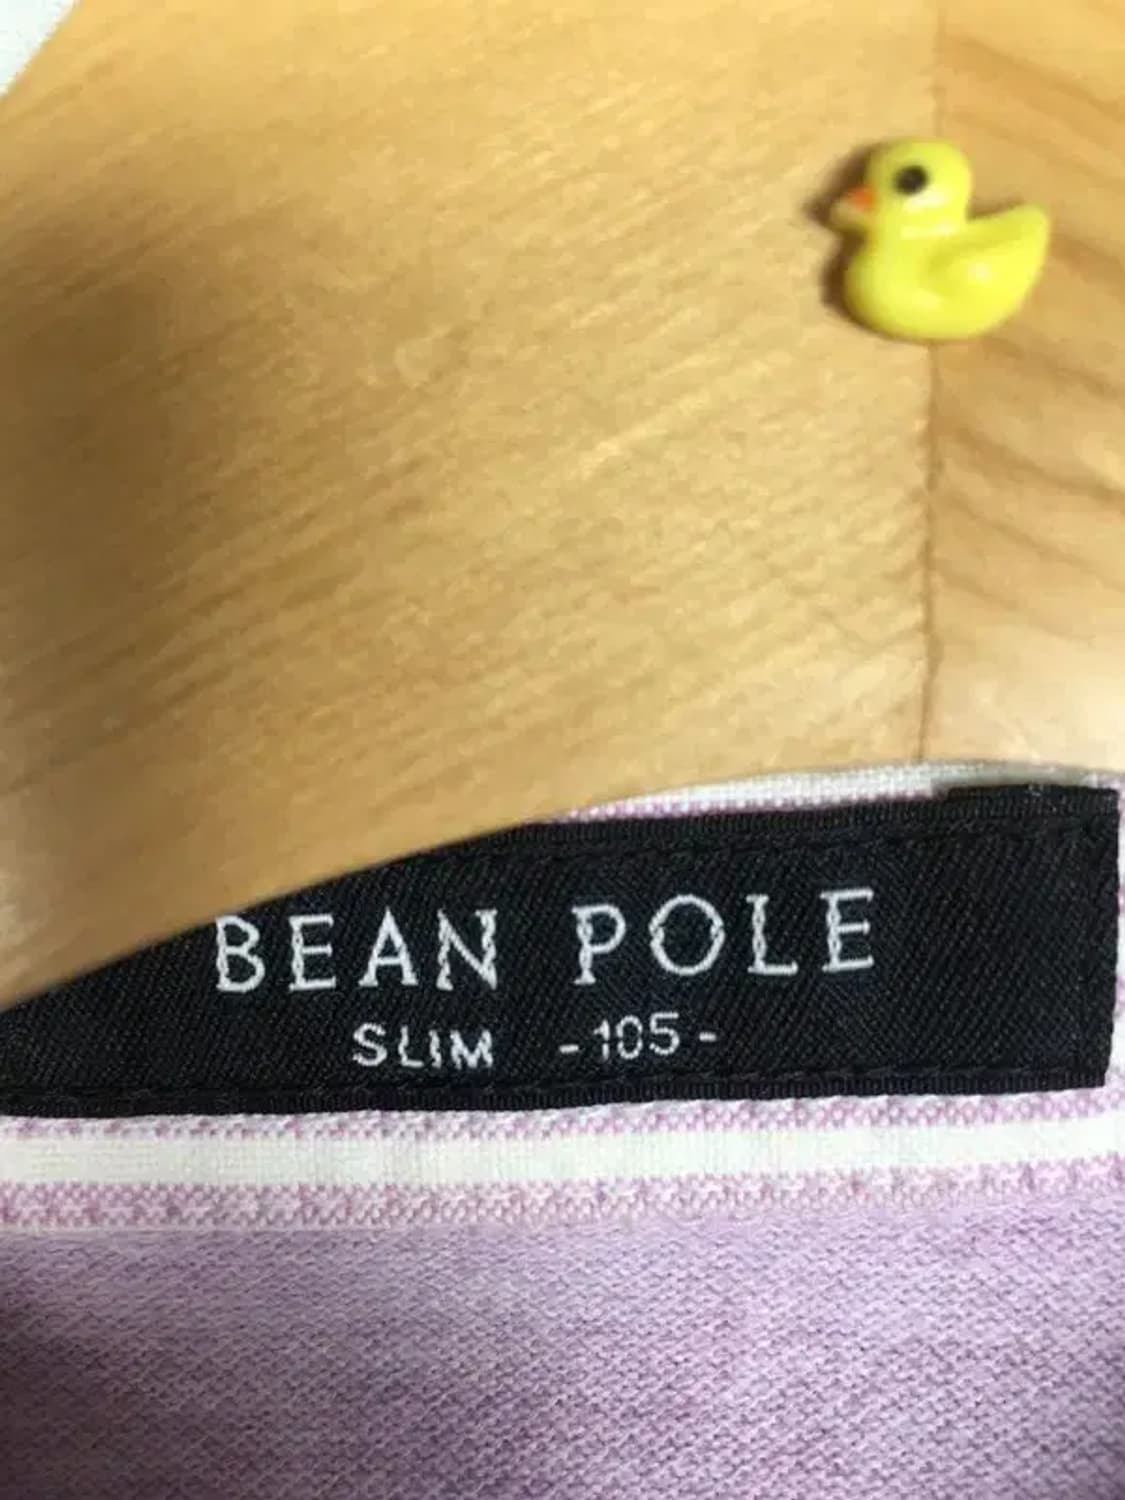 BEAN POLE
SLIM -105-